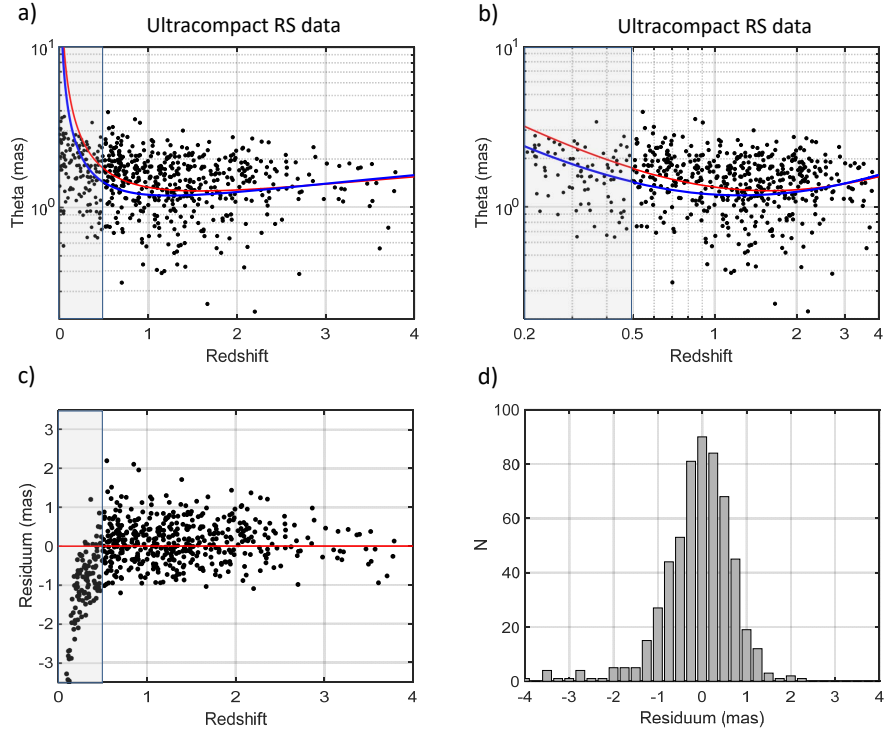 a)
Ultracompact RS data
10^1
Theta (mas)
10^0
0 1 2 3 4
Redshift
b)
Ultracompact RS data
10^1
Theta (mas)
10^0
0.2 0.5 1 2 3 4
Redshift
c)
3
2
1
0
-1
-2
-3
Residuum (mas)
0 1 2 3 4
Redshift
d)
100
80
60
40
20
0
N
-4 -3 -2 -1 0 1 2 3 4
Residuum (mas)